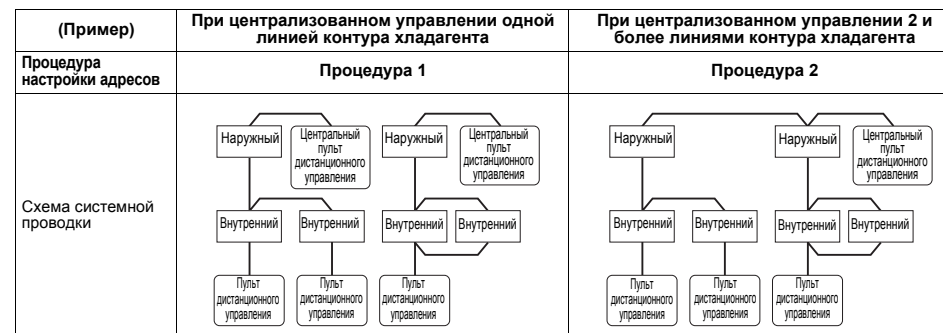 (Пример)
При централизованном управлении одной
линией контура хладагента
При централизованном управлении 2 и
более линиями контура хладагента
Процедура
настройки адресов
Процедура 1
Процедура 2
Схема системной
проводки
Наружный
Центральный
пульт
дистанционного
управления
Наружный
Центральный
пульт
дистанционного
управления
Внутренний
Внутренний
Внутренний
Внутренний
Пульт
дистанционного
управления
Пульт
дистанционного
управления
Пульт
дистанционного
управления
Наружный
Наружный
Центральный
пульт
дистанционного
управления
Внутренний
Внутренний
Внутренний
Внутренний
Пульт
дистанционного
управления
Пульт
дистанционного
управления
Пульт
дистанционного
управления